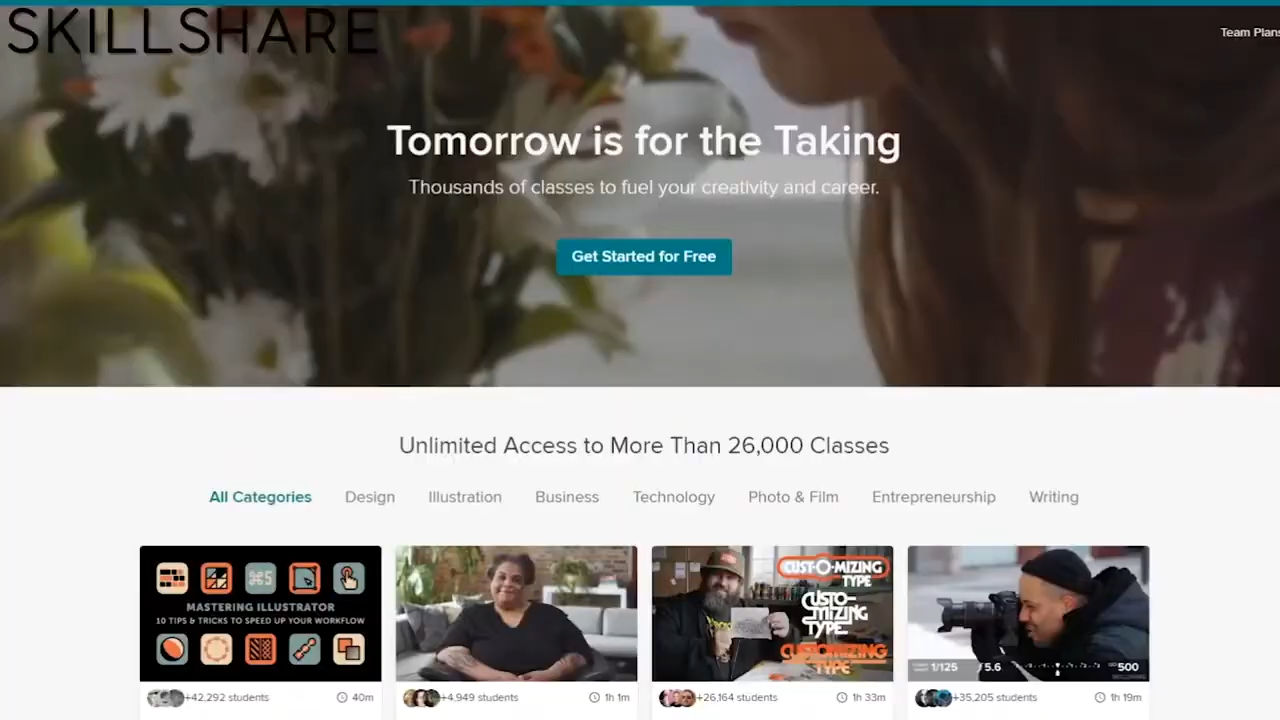 SKILLSHARE
Team Plans
Tomorrow is for the Taking
Thousands of classes to fuel your creativity and career.
Get Started for Free
Unlimited Access to More Than 26,000 Classes
All Categories Design Illustration Business Technology Photo & Film Entrepreneurship Writing
⌘5
MASTERING ILLUSTRATOR
10 TIPS & TRICKS TO SPEED UP YOUR WORKFLOW
CUST-O-MIZING
TYPE
CUSTO-
MIZING
TYPE
CUSTOMIZING
TYPE
1/125 / 5.6 500
SKILLSHARE
+42,292 students 40m
+4,949 students 1h 1m
+26,164 students 1h 33m
+35,205 students 1h 19m